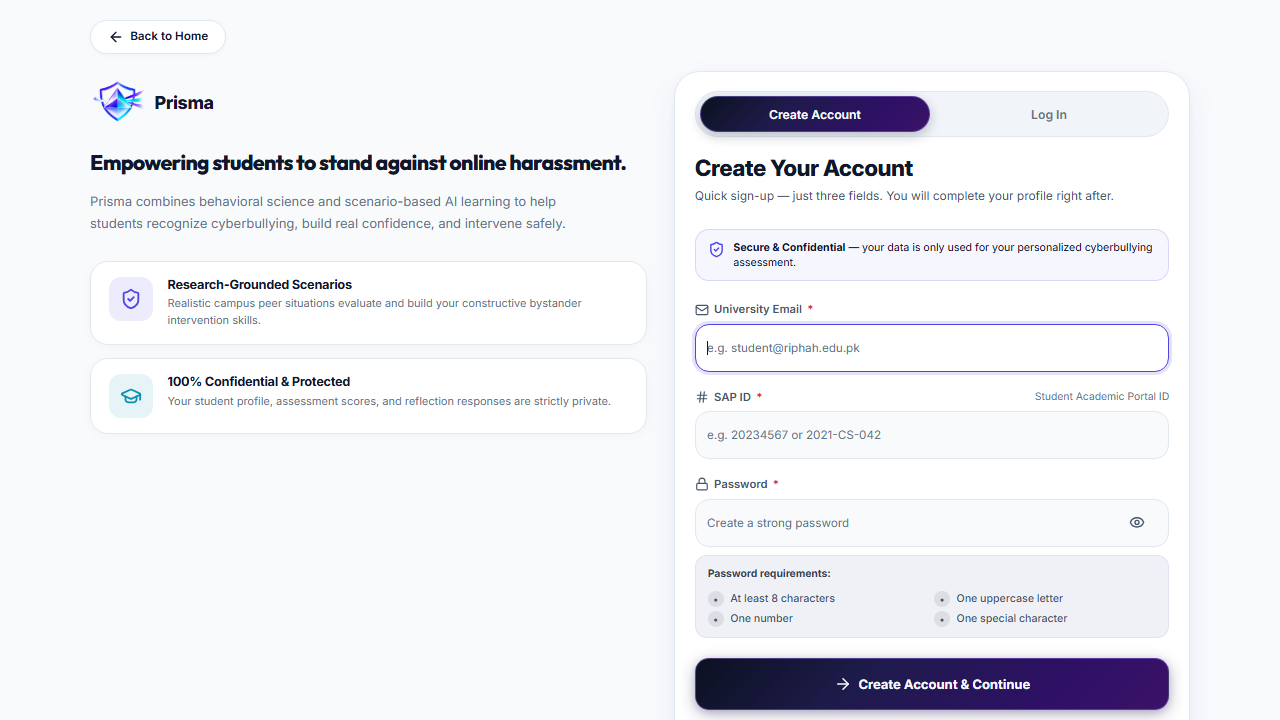 Back to Home
Prisma
Empowering students to stand against online harassment.
Prisma combines behavioral science and scenario-based AI learning to help
students recognize cyberbullying, build real confidence, and intervene safely.
Research-Grounded Scenarios
Realistic campus peer situations evaluate and build your constructive bystander
intervention skills.
100% Confidential & Protected
Your student profile, assessment scores, and reflection responses are strictly private.
Create Account
Log In
Create Your Account
Quick sign-up — just three fields. You will complete your profile right after.
Secure & Confidential — your data is only used for your personalized cyberbullying
assessment.
University Email *
e.g. student@riphah.edu.pk
SAP ID *
Student Academic Portal ID
e.g. 20234567 or 2021-CS-042
Password *
Create a strong password
Password requirements:
• At least 8 characters
• One uppercase letter
• One number
• One special character
Create Account & Continue